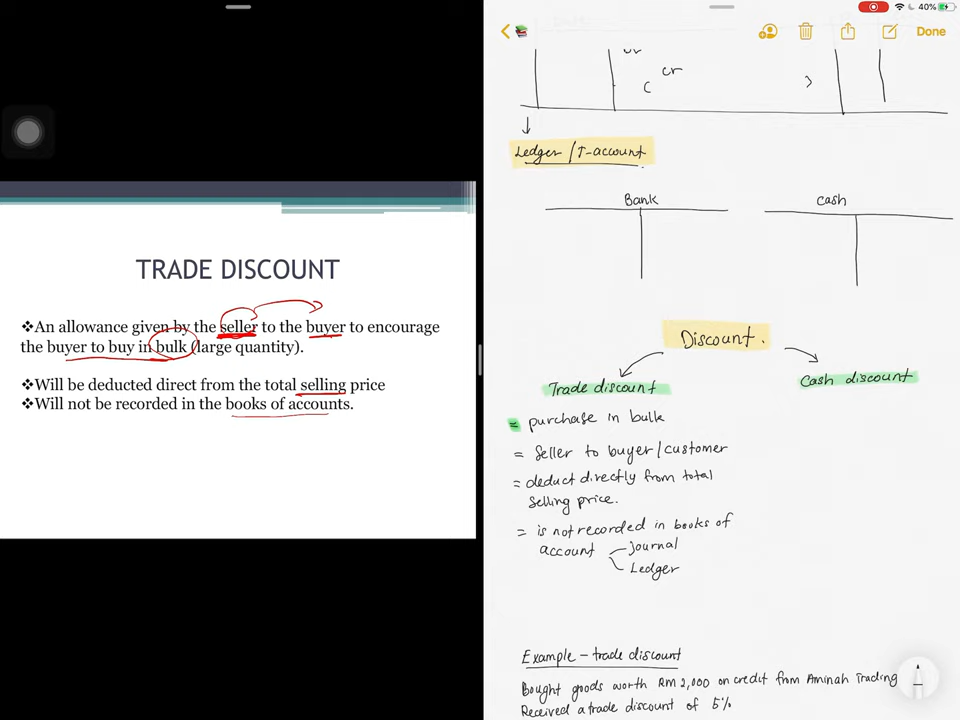 40%
Done
TRADE DISCOUNT
❖An allowance given by the seller to the buyer to encourage
the buyer to buy in bulk (large quantity).
❖Will be deducted direct from the total selling price
❖Will not be recorded in the books of accounts.
cr
C
Ledger / T-account
Bank
cash
Discount.
Trade discount
Cash discount
= purchase in bulk
= Seller to buyer/customer
= deduct directly from total
selling price.
= is not recorded in books of
account
Journal
Ledger
Example - trade discount
Bought goods worth RM 2,000 on credit from Aminah Trading
Received a trade discount of 5%